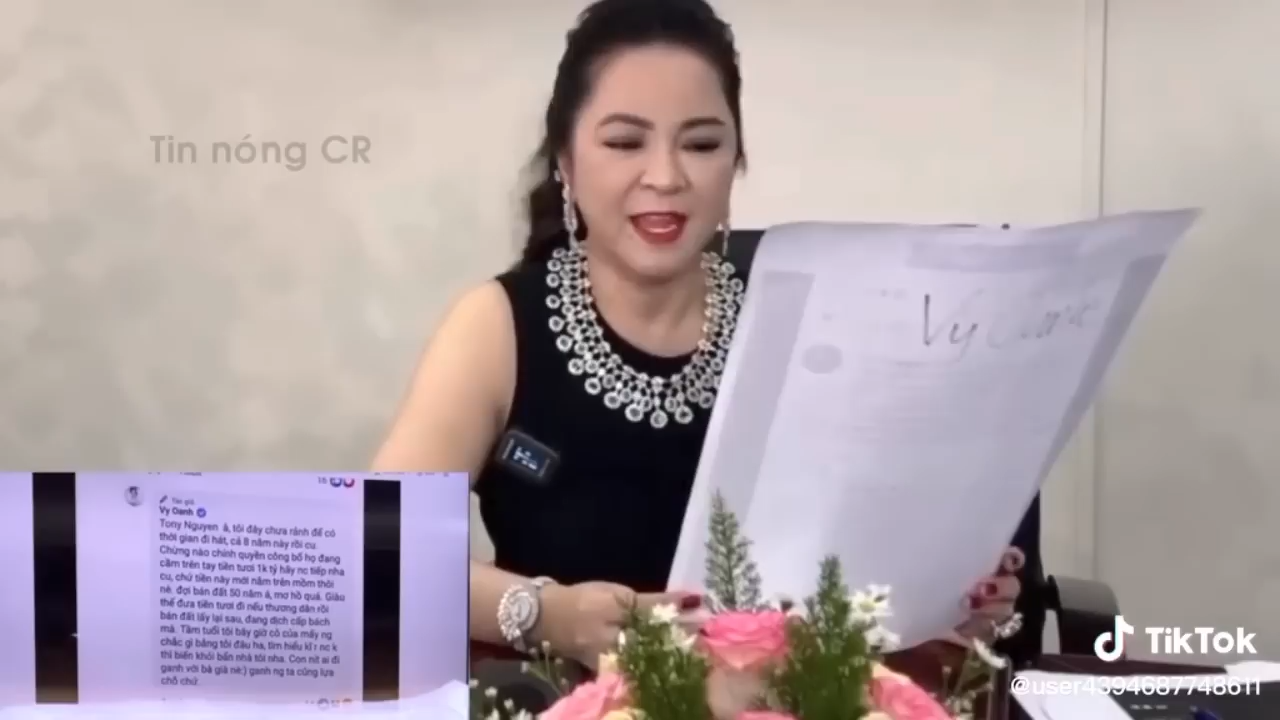 Tin nóng CR
Vy Oanh
Tác giả
Vy Oanh
Tony Nguyen à, tôi đây chưa rảnh để có
thời gian đi hát, cả 8 năm này rồi cu.
Chừng nào chính quyền công bố họ đang
cầm trên tay tiền tươi 1k tỷ hãy nc tiếp nha
cu, chứ tiền này mới nằm trên mồm thôi
nè. đợi bán đất 50 năm á, mơ hồ quá. Giàu
thế đưa tiền tươi đi nếu thương dân rồi
bán đất lấy lại sau, đang dịch cấp bách
mà. Tầm tuổi tôi bây giờ cô của mấy ng k
chắc gì bằng tôi đâu ha, tìm hiểu kĩ r nc k
thì biến khỏi bẩn nhà tôi nha. Con nít ai đi
ganh với bà già nè:) ganh ng ta cũng lựa
chỗ chứ
TikTok
@user4394687748611